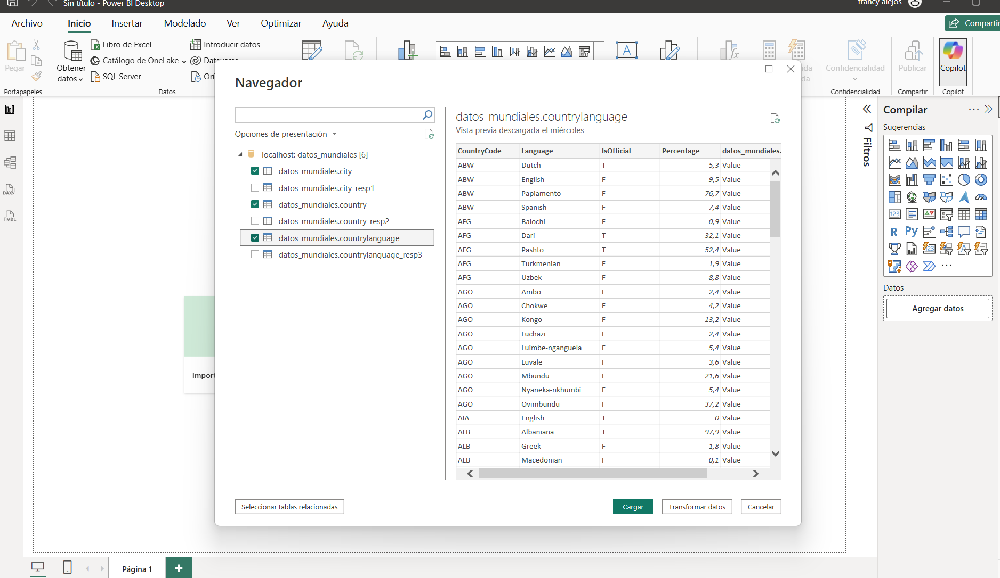 Sin título - Power BI Desktop
francy alejos
Archivo
Inicio
Insertar
Modelado
Ver
Optimizar
Ayuda
Compartir
Pegar
Portapapeles
Obtener
datos
Libro de Excel
Catálogo de OneLake
SQL Server
Introducir datos
Dataverse
Orí
Datos
ida
da
Confidencialidad
Confidencialidad
Publicar
Compartir
Copilot
Copilot
Navegador
Opciones de presentación
localhost: datos_mundiales [6]
datos_mundiales.city
datos_mundiales.city_resp1
datos_mundiales.country
datos_mundiales.country_resp2
datos_mundiales.countrylanguage
datos_mundiales.countrylanguage_resp3
datos_mundiales.countrylanguage
Vista previa descargada el miércoles
CountryCode Language IsOfficial Percentage datos_mundiales.
ABW Dutch T 5,3 Value
ABW English F 9,5 Value
ABW Papiamento F 76,7 Value
ABW Spanish F 7,4 Value
AFG Balochi F 0,9 Value
AFG Dari T 32,1 Value
AFG Pashto T 52,4 Value
AFG Turkmenian F 1,9 Value
AFG Uzbek F 8,8 Value
AGO Ambo F 2,4 Value
AGO Chokwe F 4,2 Value
AGO Kongo F 13,2 Value
AGO Luchazi F 2,4 Value
AGO Luimbe-nganguela F 5,4 Value
AGO Luvale F 3,6 Value
AGO Mbundu F 21,6 Value
AGO Nyaneka-nkhumbi F 5,4 Value
AGO Ovimbundu F 37,2 Value
AIA English T 0 Value
ALB Albaniana T 97,9 Value
ALB Greek F 1,8 Value
ALB Macedonian F 0,1 Value
Seleccionar tablas relacionadas
Cargar
Transformar datos
Cancelar
Import
DAX
TMDL
Filtros
Compilar
Sugerencias
123
R
Py
123
Datos
Agregar datos
Página 1